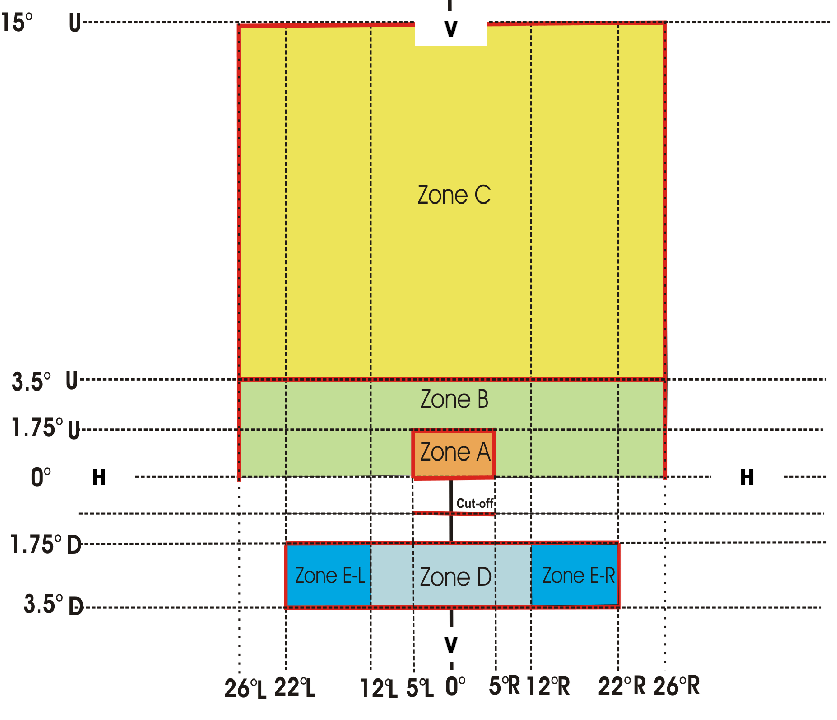 15° U
V
Zone C
3.5° U
Zone B
1.75° U
Zone A
0° H H
Cut-off
1.75° D
Zone E-L Zone D Zone E-R
3.5° D
V
26°L 22°L 12°L 5°L 0° 5°R 12°R 22°R 26°R